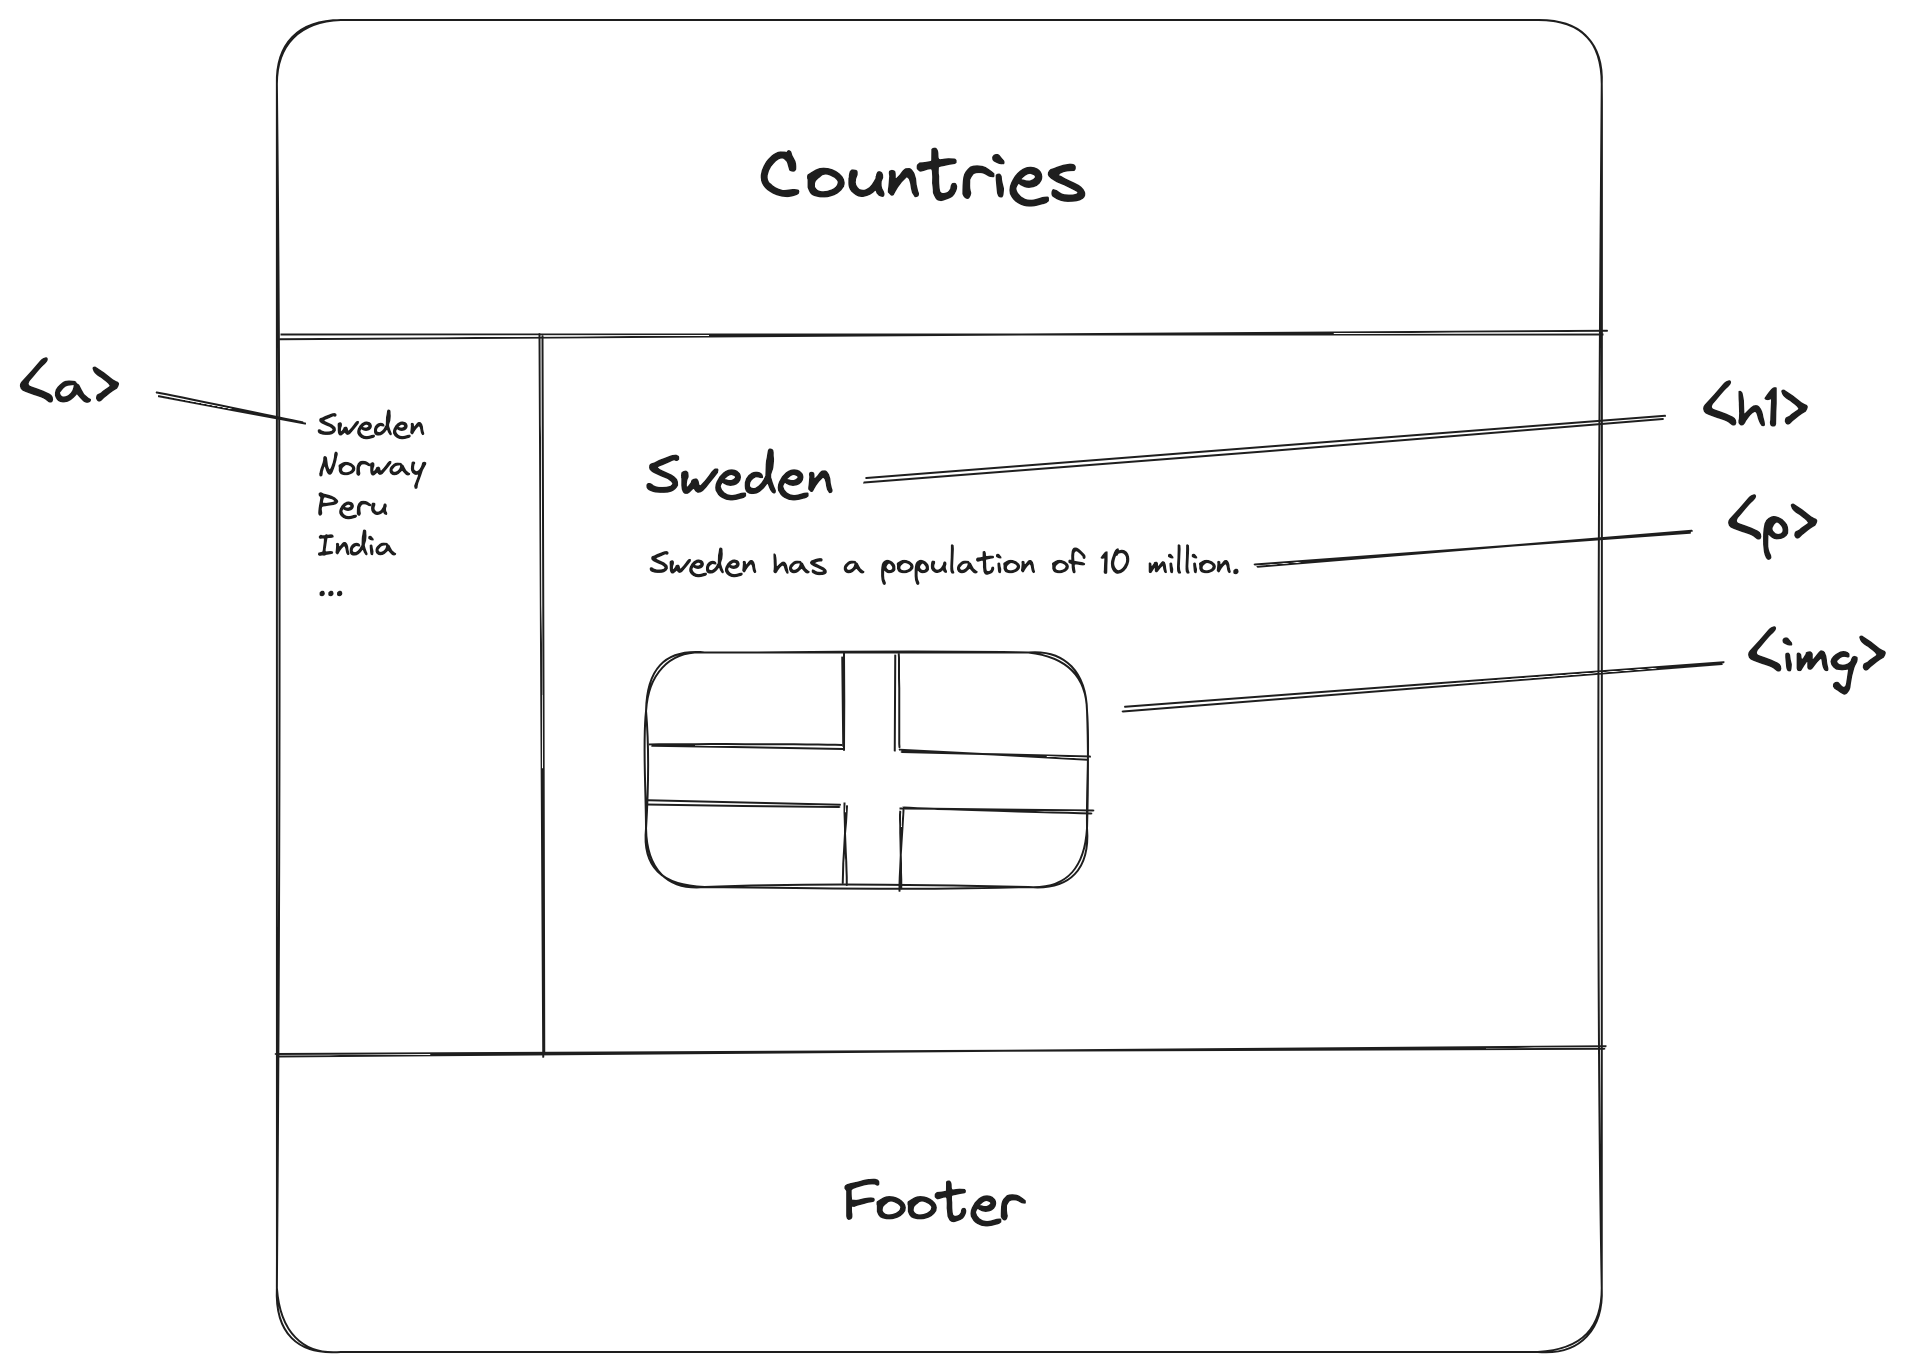 Countries
<a>
Sweden
Norway
Peru
India
...
Sweden
<h1>
Sweden has a population of 10 million.
<p>
<img>
Footer